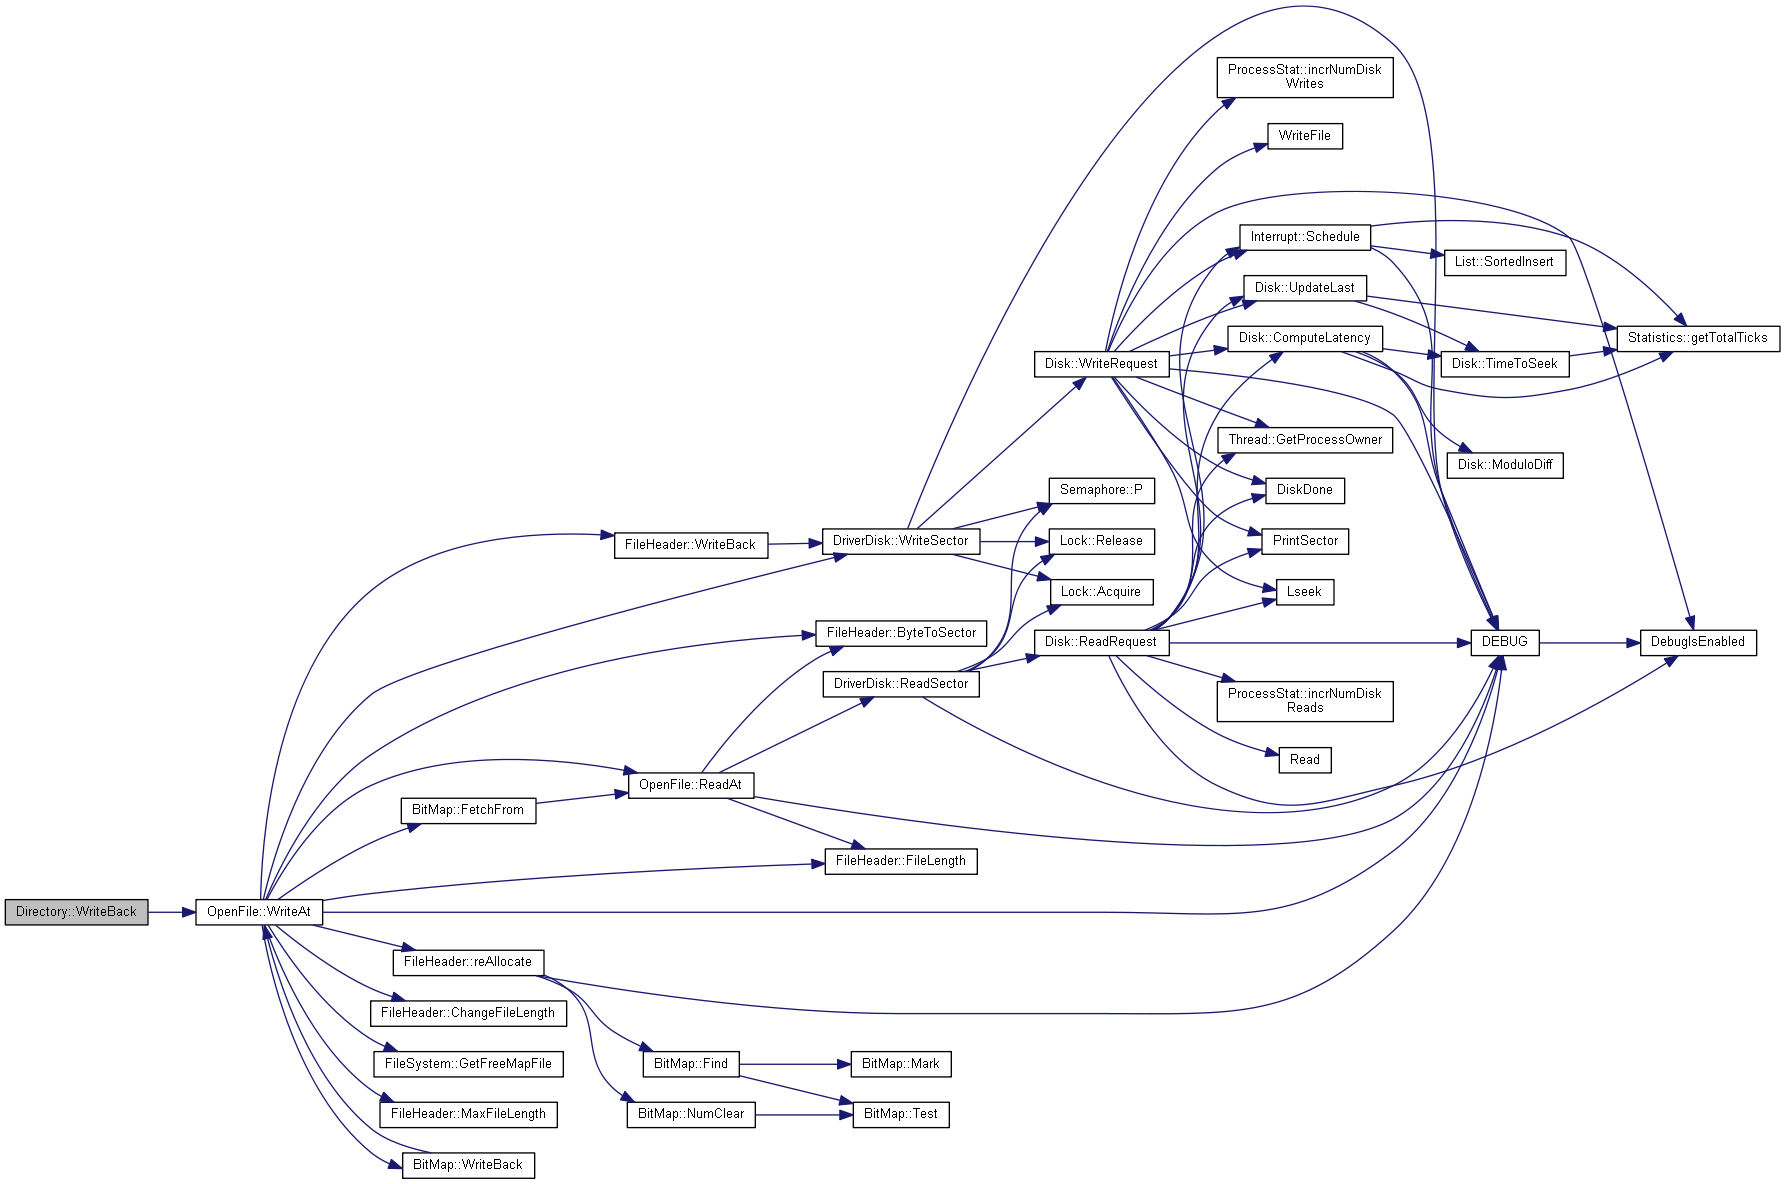 ProcessStat::incrNumDisk
Writes
WriteFile
Interrupt::Schedule
List::SortedInsert
Disk::UpdateLast
Disk::ComputeLatency
Statistics::getTotalTicks
Disk::WriteRequest
Disk::TimeToSeek
Thread::GetProcessOwner
Disk::ModuloDiff
Semaphore::P
DiskDone
FileHeader::WriteBack
DriverDisk::WriteSector
Lock::Release
PrintSector
Lock::Acquire
Lseek
FileHeader::ByteToSector
Disk::ReadRequest
DEBUG
DebugIsEnabled
DriverDisk::ReadSector
ProcessStat::incrNumDisk
Reads
Read
OpenFile::ReadAt
BitMap::FetchFrom
FileHeader::FileLength
Directory::WriteBack
OpenFile::WriteAt
FileHeader::reAllocate
FileHeader::ChangeFileLength
FileSystem::GetFreeMapFile
BitMap::Find
BitMap::Mark
FileHeader::MaxFileLength
BitMap::NumClear
BitMap::Test
BitMap::WriteBack